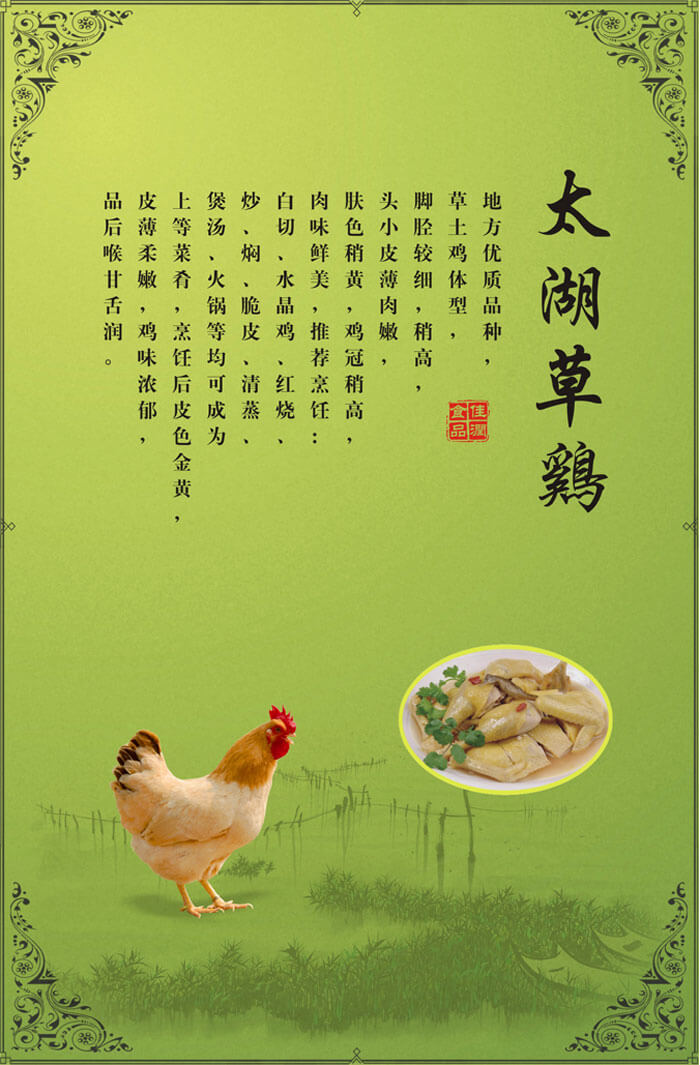 太湖草鷄
地方优质品种，
草土鸡体型，
脚胫较细，稍高，
头小皮薄肉嫩，
肤色稍黄，鸡冠稍高，
肉味鲜美，推荐烹饪：
白切、水晶鸡、红烧、
炒、焖、脆皮、清蒸、
煲汤、火锅等均可成为
上等菜肴，烹饪后皮色金黄，
皮薄柔嫩，鸡味浓郁，
品后喉甘舌润。
佳潤
食品